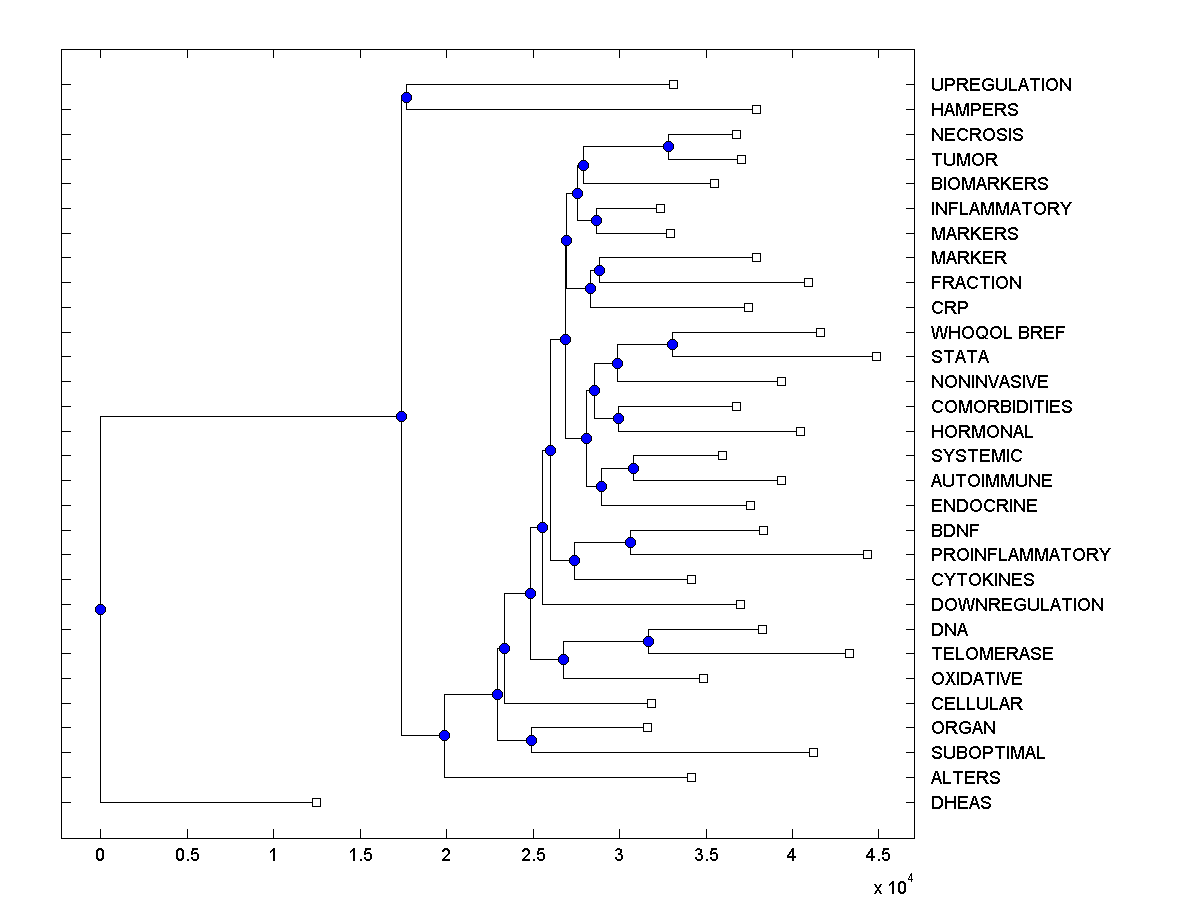 UPREGULATION
HAMPERS
NECROSIS
TUMOR
BIOMARKERS
INFLAMMATORY
MARKERS
MARKER
FRACTION
CRP
WHOQOL BREF
STATA
NONINVASIVE
COMORBIDITIES
HORMONAL
SYSTEMIC
AUTOIMMUNE
ENDOCRINE
BDNF
PROINFLAMMATORY
CYTOKINES
DOWNREGULATION
DNA
TELOMERASE
OXIDATIVE
CELLULAR
ORGAN
SUBOPTIMAL
ALTERS
DHEAS
0 0.5 1 1.5 2 2.5 3 3.5 4 4.5
x 10^4